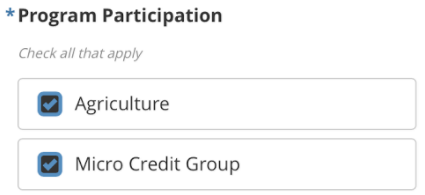 *Program Participation
Check all that apply
Agriculture
Micro Credit Group